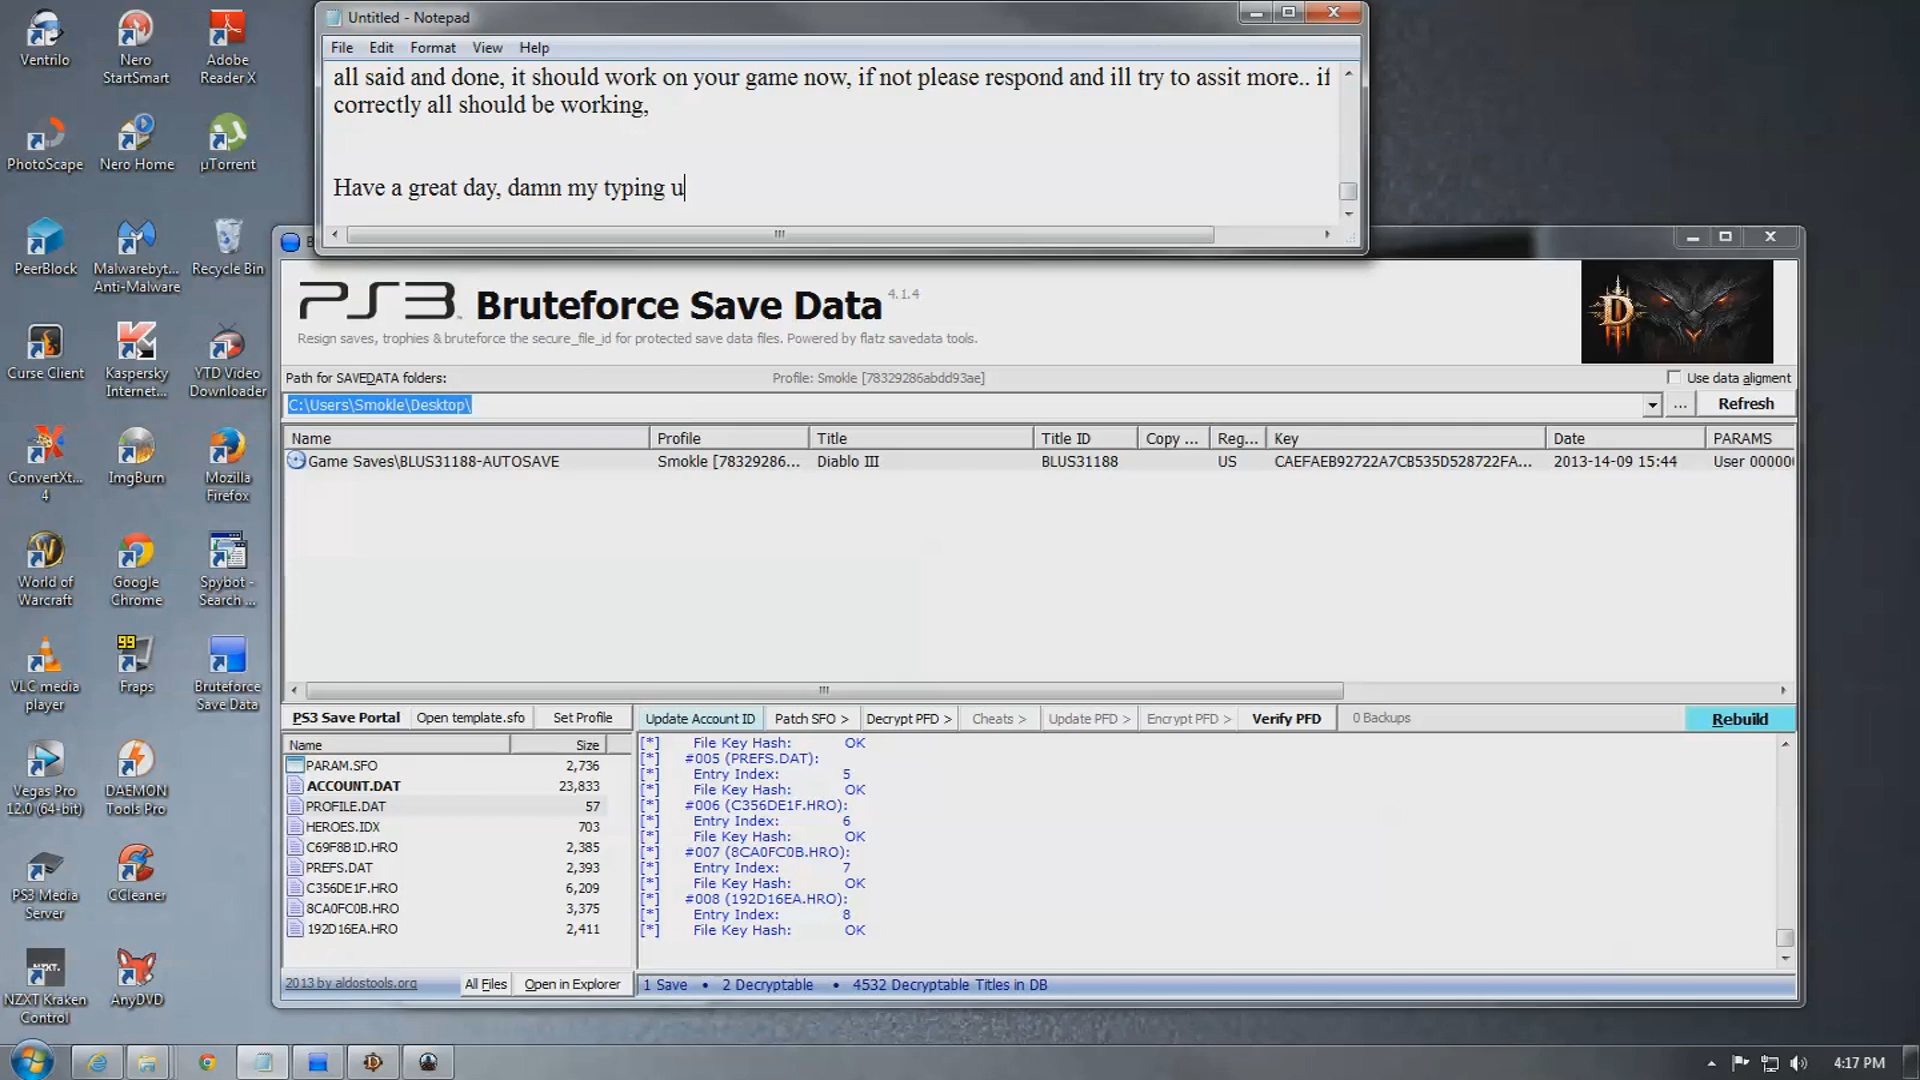 Untitled - Notepad
File Edit Format View Help
all said and done, it should work on your game now, if not please respond and ill try to assit more.. if
correctly all should be working,
Have a great day, damn my typing u
Ventrilo
Nero StartSmart
Adobe Reader X
PhotoScape
Nero Home
µTorrent
PeerBlock
Malwarebyt... Anti-Malware
Recycle Bin
Curse Client
Kaspersky Internet...
YTD Video Downloader
ConvertXt... 4
ImgBurn
Mozilla Firefox
World of Warcraft
Google Chrome
Spybot - Search ...
VLC media player
99
Fraps
Bruteforce Save Data
Vegas Pro 12.0 (64-bit)
DAEMON Tools Pro
PS3 Media Server
CCleaner
NZXT Kraken Control
AnyDVD
B
PS3 Bruteforce Save Data 4.1.4
Resign saves, trophies & bruteforce the secure_file_id for protected save data files. Powered by flatz savedata tools.
Path for SAVEDATA folders: Profile: Smokle [78329286abdd93ae] Use data aligment
C:\Users\Smokle\Desktop\ ... Refresh
Name Profile Title Title ID Copy ... Reg... Key Date PARAMS
Game Saves\BLUS31188-AUTOSAVE Smokle [78329286... Diablo III BLUS31188 US CAEFAEB92722A7CB535D528722FA... 2013-14-09 15:44 User 00000
PS3 Save Portal Open template.sfo Set Profile Update Account ID Patch SFO > Decrypt PFD > Cheats > Update PFD > Encrypt PFD > Verify PFD 0 Backups Rebuild
Name Size
PARAM.SFO 2,736
ACCOUNT.DAT 23,833
PROFILE.DAT 57
HEROES.IDX 703
C69F8B1D.HRO 2,385
PREFS.DAT 2,393
C356DE1F.HRO 6,209
8CA0FC0B.HRO 3,375
192D16EA.HRO 2,411
[*] File Key Hash: OK
[*] #005 (PREFS.DAT):
[*] Entry Index: 5
[*] File Key Hash: OK
[*] #006 (C356DE1F.HRO):
[*] Entry Index: 6
[*] File Key Hash: OK
[*] #007 (8CA0FC0B.HRO):
[*] Entry Index: 7
[*] File Key Hash: OK
[*] #008 (192D16EA.HRO):
[*] Entry Index: 8
[*] File Key Hash: OK
2013 by aldostools.org All Files Open in Explorer 1 Save • 2 Decryptable • 4532 Decryptable Titles in DB
4:17 PM